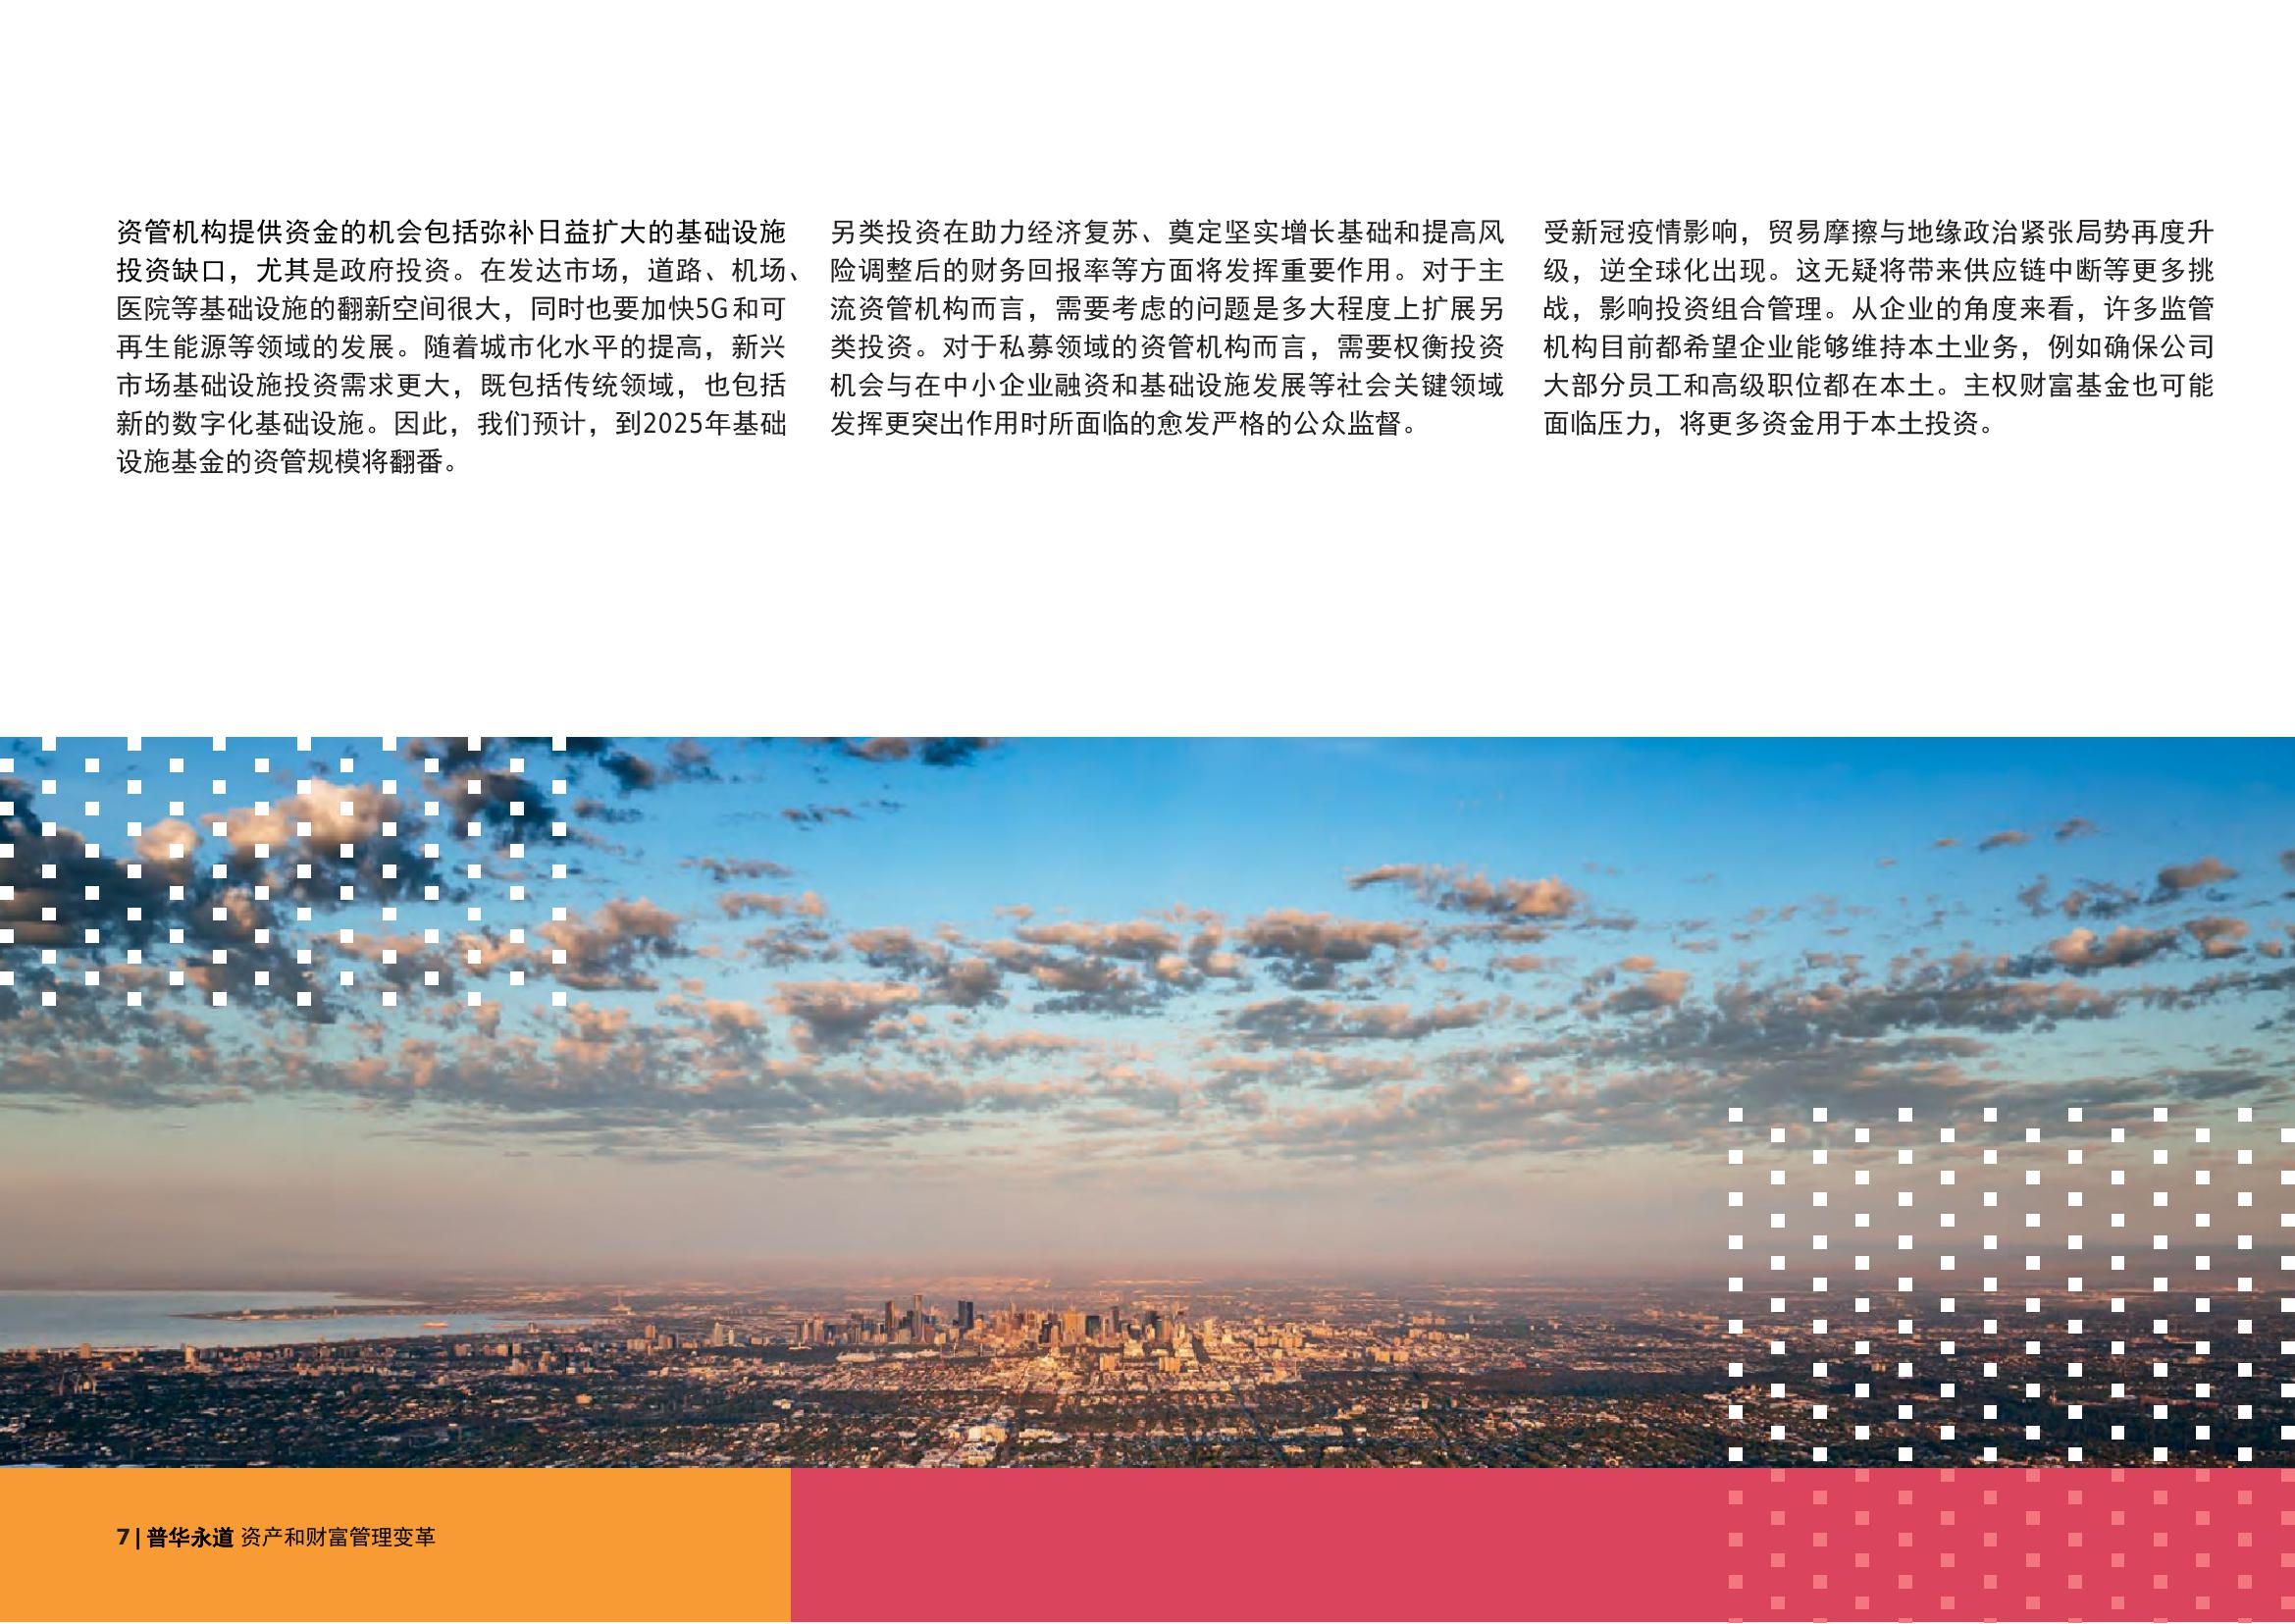 资管机构提供资金的机会包括弥补日益扩大的基础设施
投资缺口，尤其是政府投资。在发达市场，道路、机场、
医院等基础设施的翻新空间很大，同时也要加快5G和可
再生能源等领域的发展。随着城市化水平的提高，新兴
市场基础设施投资需求更大，既包括传统领域，也包括
新的数字化基础设施。因此，我们预计，到2025年基础
设施基金的资管规模将翻番。
另类投资在助力经济复苏、奠定坚实增长基础和提高风
险调整后的财务回报率等方面将发挥重要作用。对于主
流资管机构而言，需要考虑的问题是多大程度上扩展另
类投资。对于私募领域的资管机构而言，需要权衡投资
机会与在中小企业融资和基础设施发展等社会关键领域
发挥更突出作用时所面临的愈发严格的公众监督。
受新冠疫情影响，贸易摩擦与地缘政治紧张局势再度升
级，逆全球化出现。这无疑将带来供应链中断等更多挑
战，影响投资组合管理。从企业的角度来看，许多监管
机构目前都希望企业能够维持本土业务，例如确保公司
大部分员工和高级职位都在本土。主权财富基金也可能
面临压力，将更多资金用于本土投资。
7 | 普华永道 资产和财富管理变革